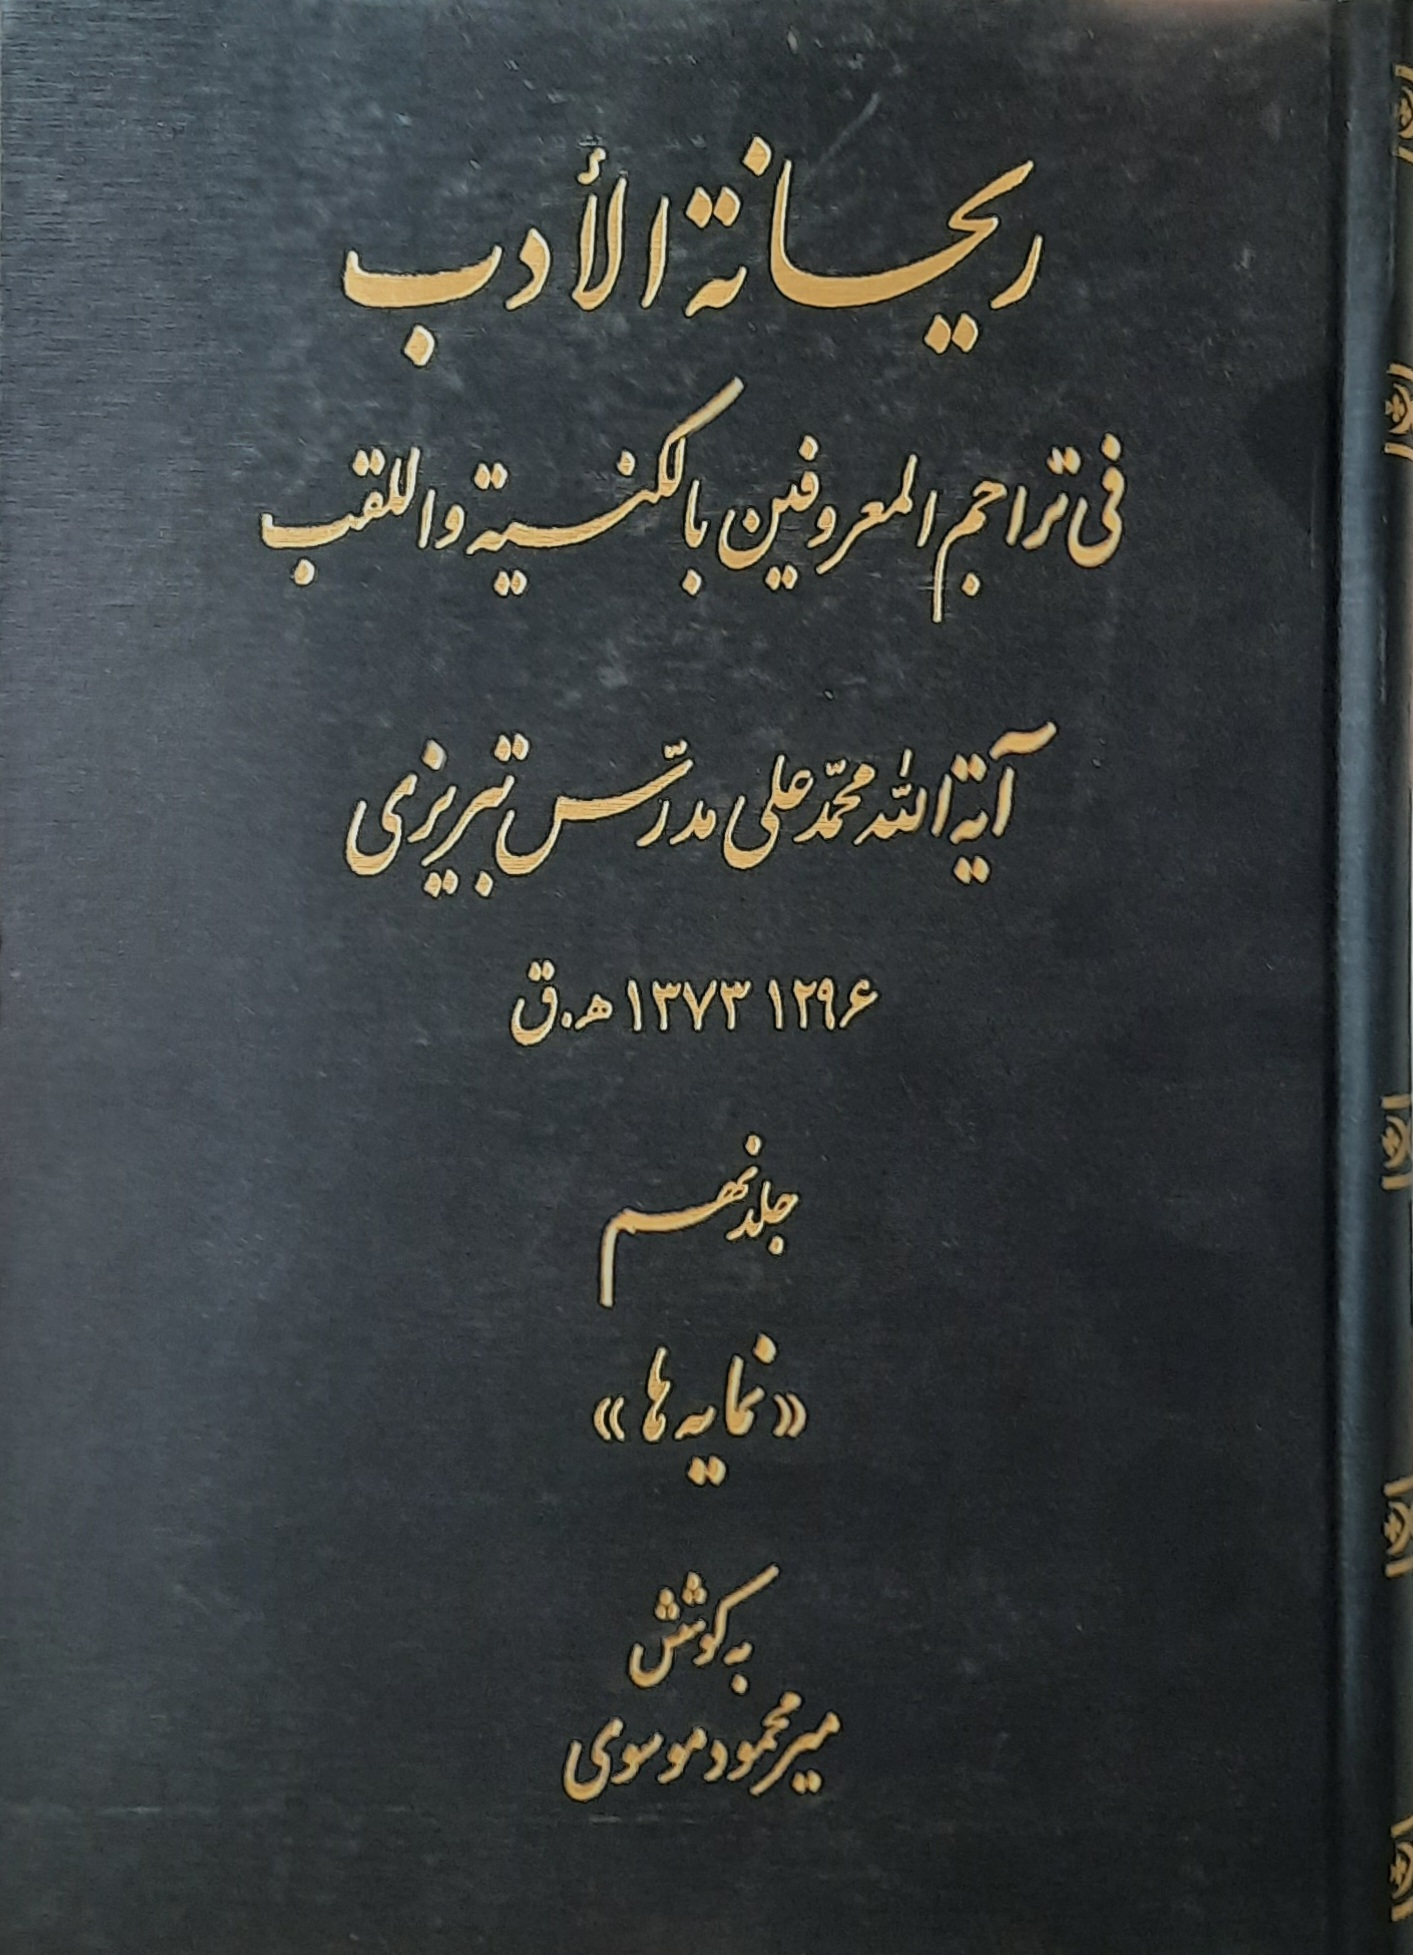 ریحانة الأدب
فی تراجم المعروفین بالکنیة واللقب
آیة الله محمّد علی مدرّس تبریزی
۱۲۹۶ ۱۳۷۳ ه.ق
جلد نهم
«نمایه ها»
به کوشش
میر محمود موسوی